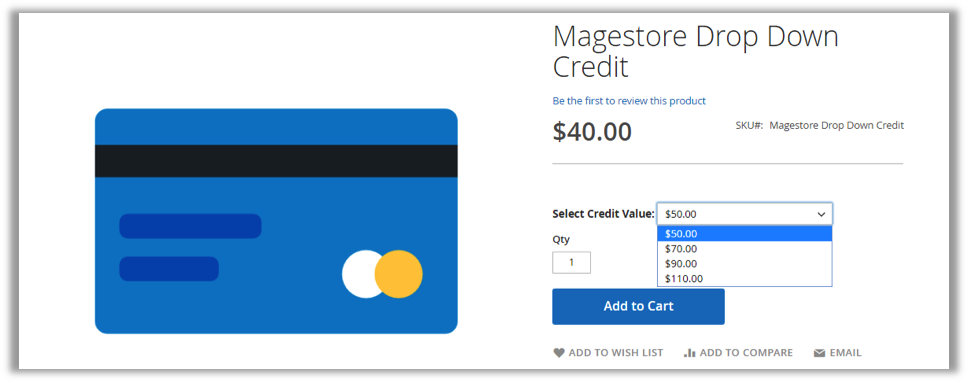 Magestore Drop Down
Credit
Be the first to review this product
$40.00
SKU#: Magestore Drop Down Credit
Select Credit Value: $50.00
$50.00
$70.00
$90.00
$110.00
Qty
1
Add to Cart
ADD TO WISH LIST ADD TO COMPARE EMAIL